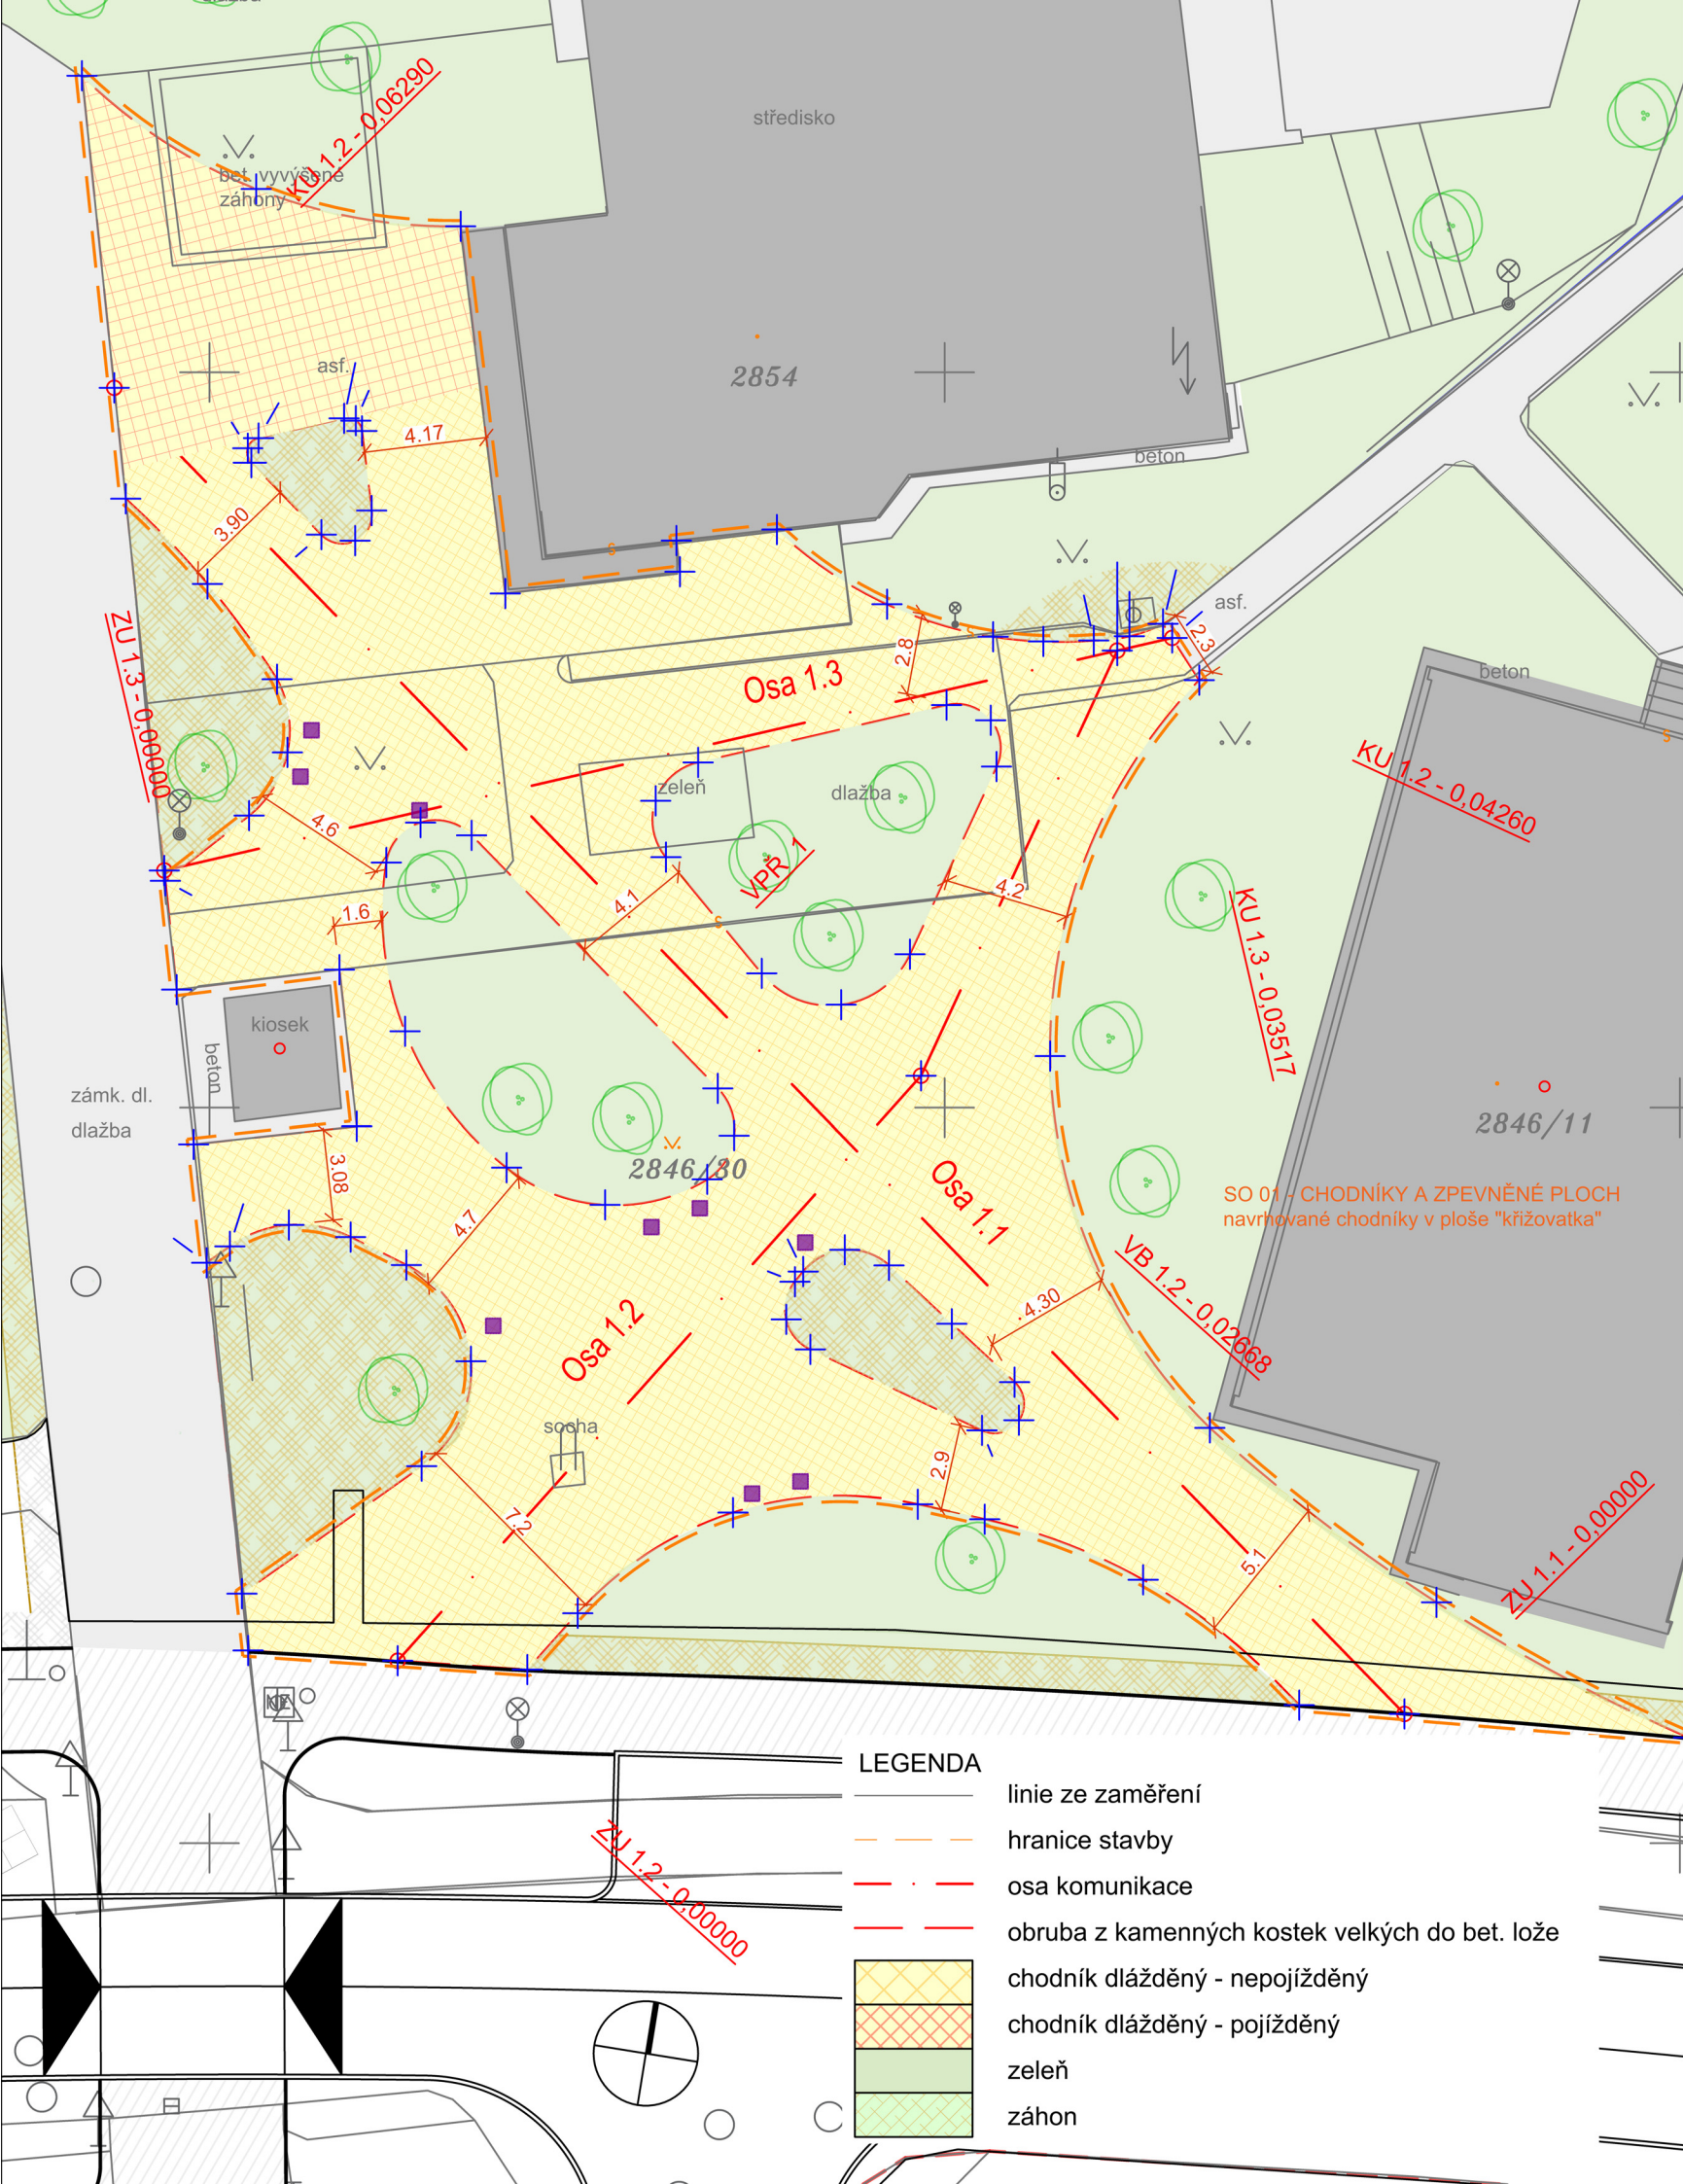 KU 1.2 - 0,06290
středisko
bet. vyvýšené
záhony
asf.
2854
4.17
beton
3.90
asf.
2.3
ZU 1.3 - 0,00000
2.8
Osa 1.3
beton
KU 1.2 - 0,04260
zeleň
dlažba
4.6
VPŘ 1
4.2
4.1
1.6
KU 1.3 - 0,03517
kiosek
beton
zámk. dl.
dlažba
2846/11
3.08
2846/80
4.7
Osa 1.1
SO 01 - CHODNÍKY A ZPEVNĚNÉ PLOCH
navrhované chodníky v ploše "křižovatka"
VB 1.2 - 0,02668
4.30
Osa 1.2
socha
2.9
7.2
5.1
ZU 1.1 - 0,00000
ZU 1.2 - 0,00000
LEGENDA
linie ze zaměření
hranice stavby
osa komunikace
obruba z kamenných kostek velkých do bet. lože
chodník dlážděný - nepojížděný
chodník dlážděný - pojížděný
zeleň
záhon